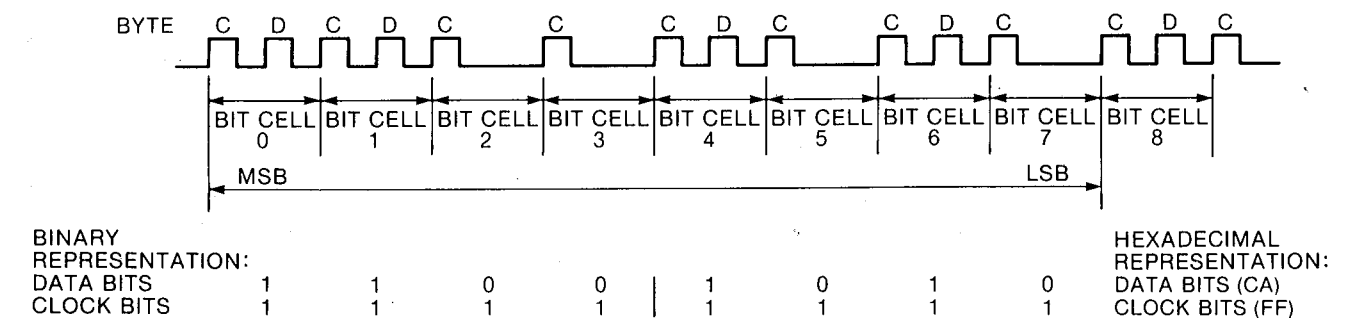 BYTE C D C D C C C D C C D C C D C
BIT CELL 0 BIT CELL 1 BIT CELL 2 BIT CELL 3 BIT CELL 4 BIT CELL 5 BIT CELL 6 BIT CELL 7 BIT CELL 8
MSB LSB
BINARY
REPRESENTATION:
DATA BITS 1 1 0 0 1 0 1 0
CLOCK BITS 1 1 1 1 1 1 1 1
HEXADECIMAL
REPRESENTATION:
DATA BITS (CA)
CLOCK BITS (FF)